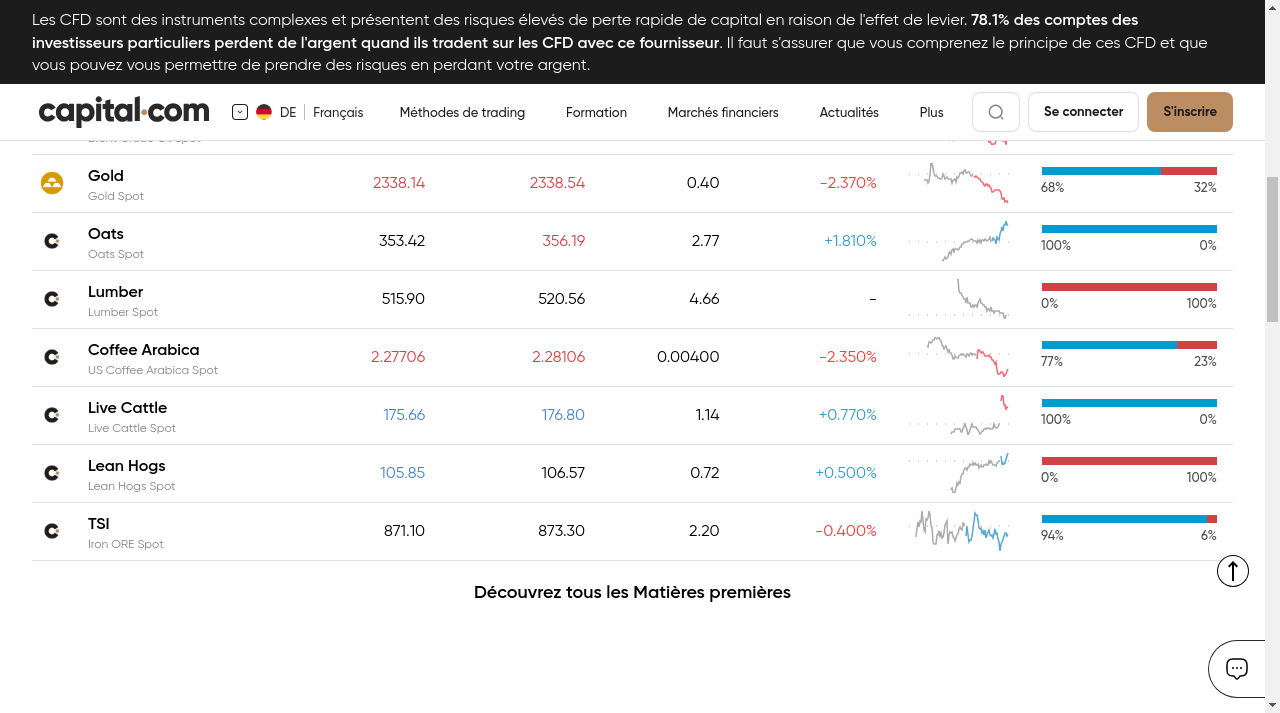 Les CFD sont des instruments complexes et présentent des risques élevés de perte rapide de capital en raison de l'effet de levier. 78.1% des comptes des
investisseurs particuliers perdent de l'argent quand ils tradent sur les CFD avec ce fournisseur. Il faut s'assurer que vous comprenez le principe de ces CFD et que
vous pouvez vous permettre de prendre des risques en perdant votre argent.
capital.com DE Français Méthodes de trading Formation Marchés financiers Actualités Plus Se connecter S'inscrire
Gold 2338.14 2338.54 0.40 -2.370%
Gold Spot 68% 32%
Oats 353.42 356.19 2.77 +1.810%
Oats Spot 100% 0%
Lumber 515.90 520.56 4.66 -
Lumber Spot 0% 100%
Coffee Arabica 2.27706 2.28106 0.00400 -2.350%
US Coffee Arabica Spot 77% 23%
Live Cattle 175.66 176.80 1.14 +0.770%
Live Cattle Spot 100% 0%
Lean Hogs 105.85 106.57 0.72 +0.500%
Lean Hogs Spot 0% 100%
TSI 871.10 873.30 2.20 -0.400%
Iron ORE Spot 94% 6%
Découvrez tous les Matières premières